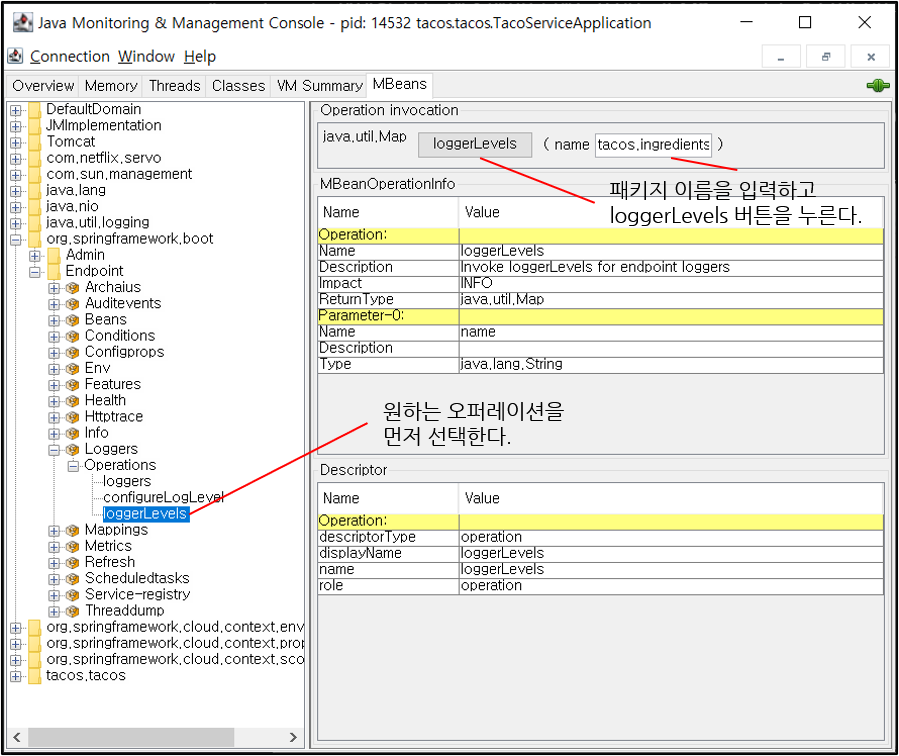 Java Monitoring & Management Console - pid: 14532 tacos.tacos.TacoServiceApplication
Connection Window Help
Overview Memory Threads Classes VM Summary MBeans
DefaultDomain
JMImplementation
Tomcat
com.netflix.servo
com.sun.management
java.lang
java.nio
java.util.logging
org.springframework.boot
Admin
Endpoint
Archaius
Auditevents
Beans
Conditions
Configprops
Env
Features
Health
Httptrace
Info
Loggers
Operations
loggers
configureLogLevel
loggerLevels
Mappings
Metrics
Refresh
Scheduledtasks
Service-registry
Threaddump
org.springframework.cloud.context.env
org.springframework.cloud.context.prop
org.springframework.cloud.context.sco
tacos.tacos
Operation invocation
java.util.Map loggerLevels ( name tacos.ingredients )
패키지 이름을 입력하고
loggerLevels 버튼을 누른다.
MBeanOperationInfo
Name Value
Operation:
Name loggerLevels
Description Invoke loggerLevels for endpoint loggers
Impact INFO
ReturnType java.util.Map
Parameter-0:
Name name
Description
Type java.lang.String
원하는 오퍼레이션을
먼저 선택한다.
Descriptor
Name Value
Operation:
descriptorType operation
displayName loggerLevels
name loggerLevels
role operation